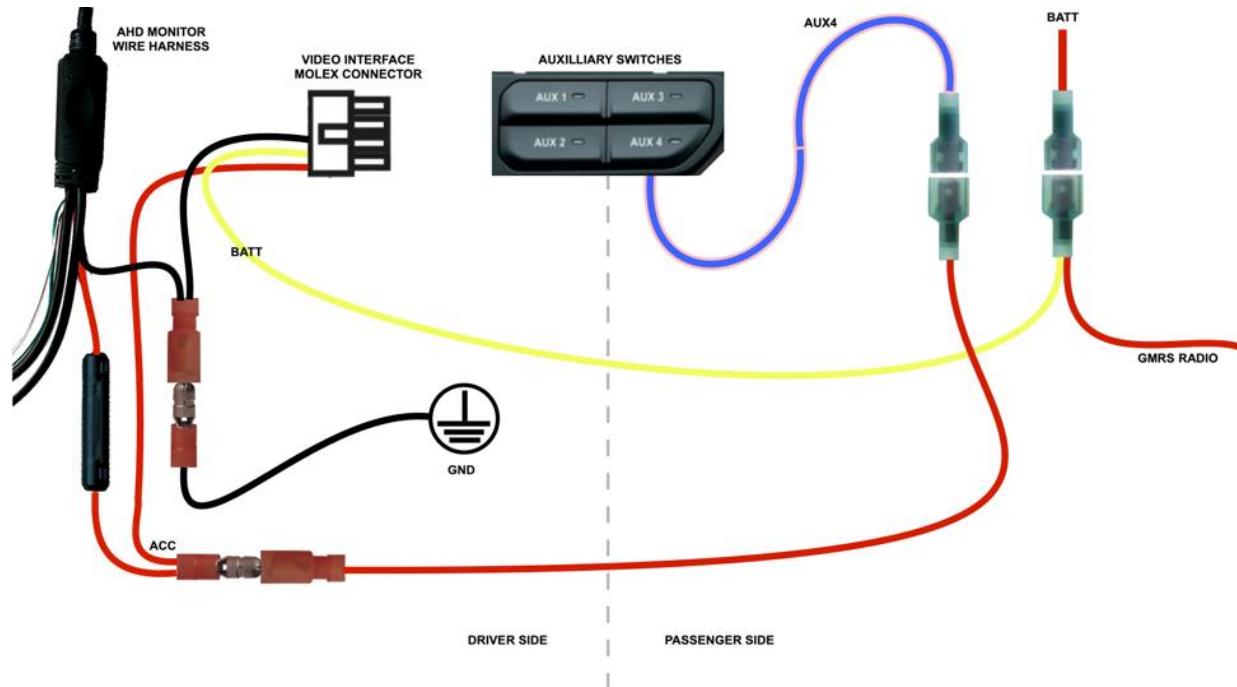 AHD MONITOR
WIRE HARNESS
VIDEO INTERFACE
MOLEX CONNECTOR
AUXILLIARY SWITCHES
AUX4
BATT
AUX 1
AUX 3
AUX 2
AUX 4
BATT
GMRS RADIO
GND
ACC
DRIVER SIDE
PASSENGER SIDE